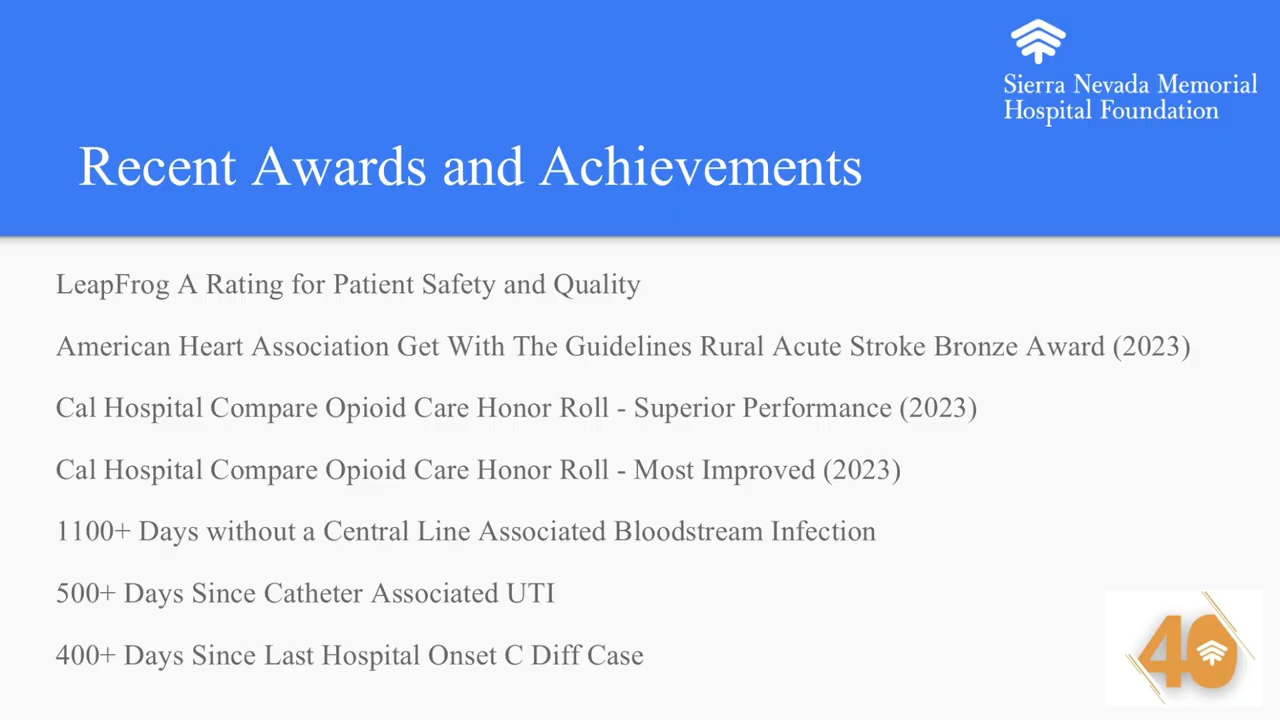 Sierra Nevada Memorial
Hospital Foundation
Recent Awards and Achievements
LeapFrog A Rating for Patient Safety and Quality
American Heart Association Get With The Guidelines Rural Acute Stroke Bronze Award (2023)
Cal Hospital Compare Opioid Care Honor Roll - Superior Performance (2023)
Cal Hospital Compare Opioid Care Honor Roll - Most Improved (2023)
1100+ Days without a Central Line Associated Bloodstream Infection
500+ Days Since Catheter Associated UTI
400+ Days Since Last Hospital Onset C Diff Case
40